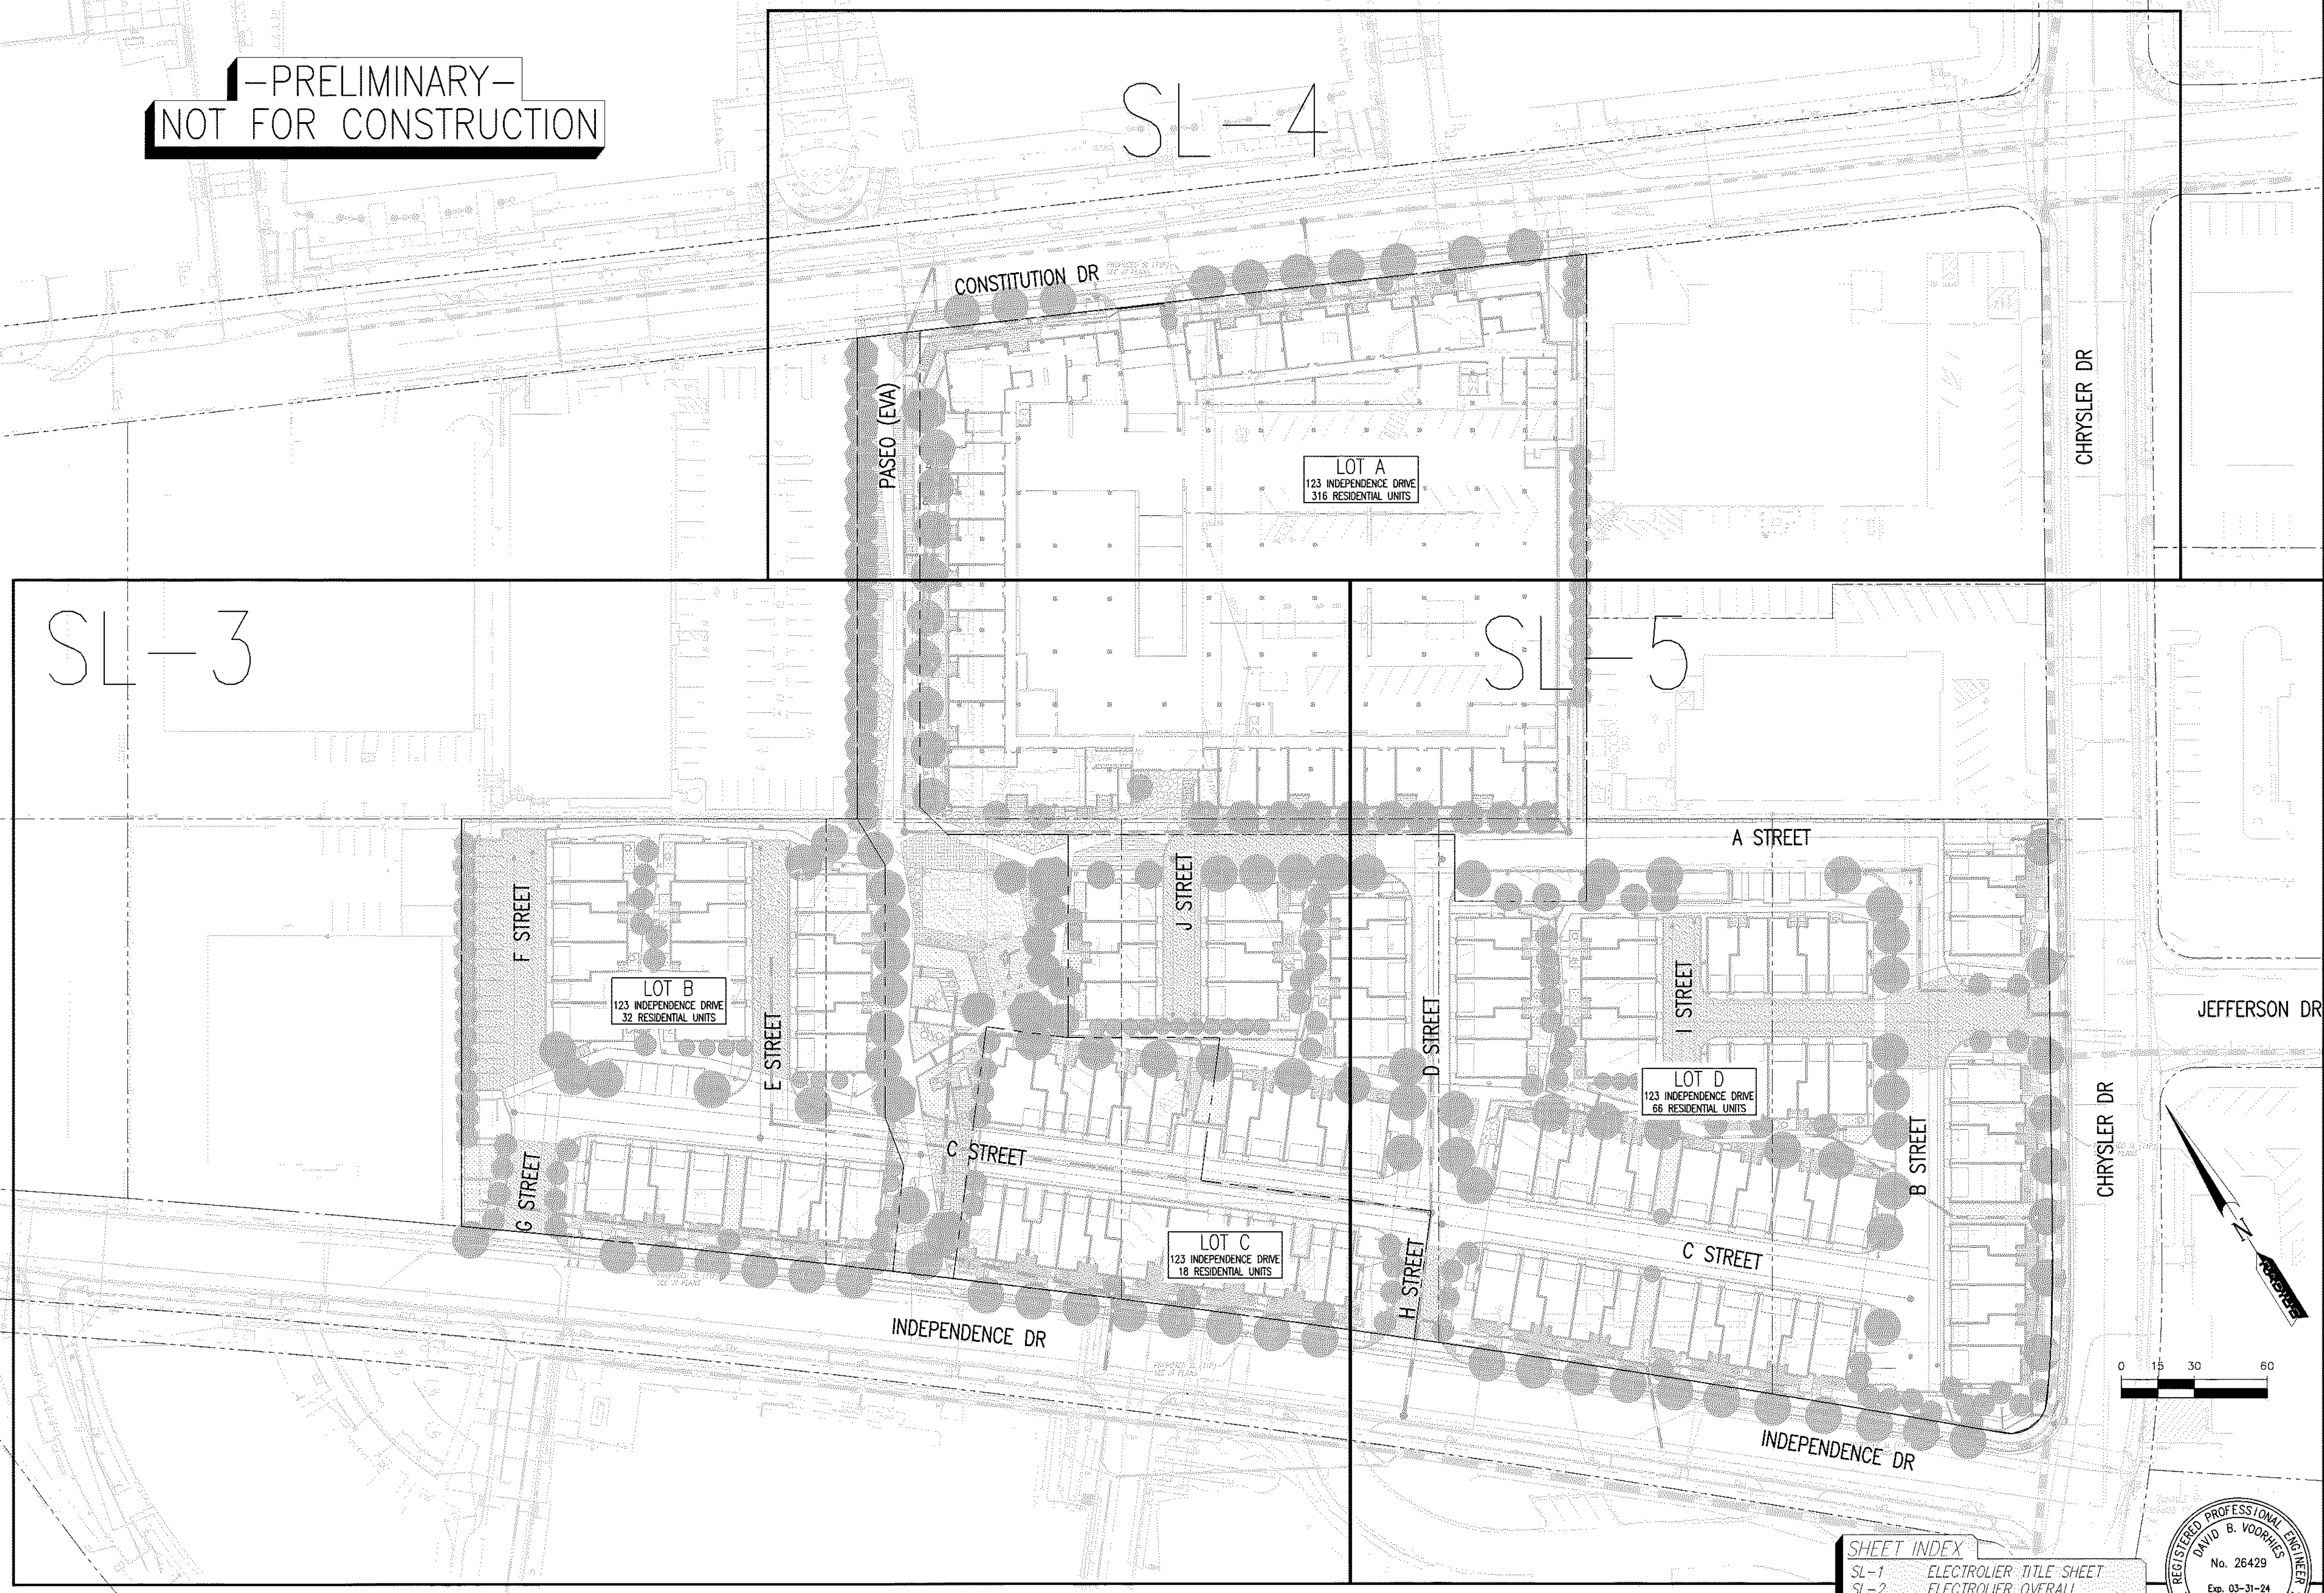 -PRELIMINARY-
NOT FOR CONSTRUCTION
SL-4
CONSTITUTION DR
PASEO (EVA)
CHRYSLER DR
LOT A
123 INDEPENDENCE DRIVE
316 RESIDENTIAL UNITS
SL-3
SL-5
A STREET
F STREET
J STREET
LOT B
123 INDEPENDENCE DRIVE
32 RESIDENTIAL UNITS
E STREET
D STREET
I STREET
JEFFERSON DR
LOT D
123 INDEPENDENCE DRIVE
66 RESIDENTIAL UNITS
B STREET
CHRYSLER DR
C STREET
G STREET
LOT C
123 INDEPENDENCE DRIVE
18 RESIDENTIAL UNITS
H STREET
C STREET
N
RADIUS
INDEPENDENCE DR
0 15 30 60
INDEPENDENCE DR
SHEET INDEX
SL-1 ELECTROLIER TITLE SHEET
SL-2 ELECTROLIER OVERALL
REGISTERED PROFESSIONAL ENGINEER
DAVID B. VOORHIES
No. 26429
Exp. 03-31-24